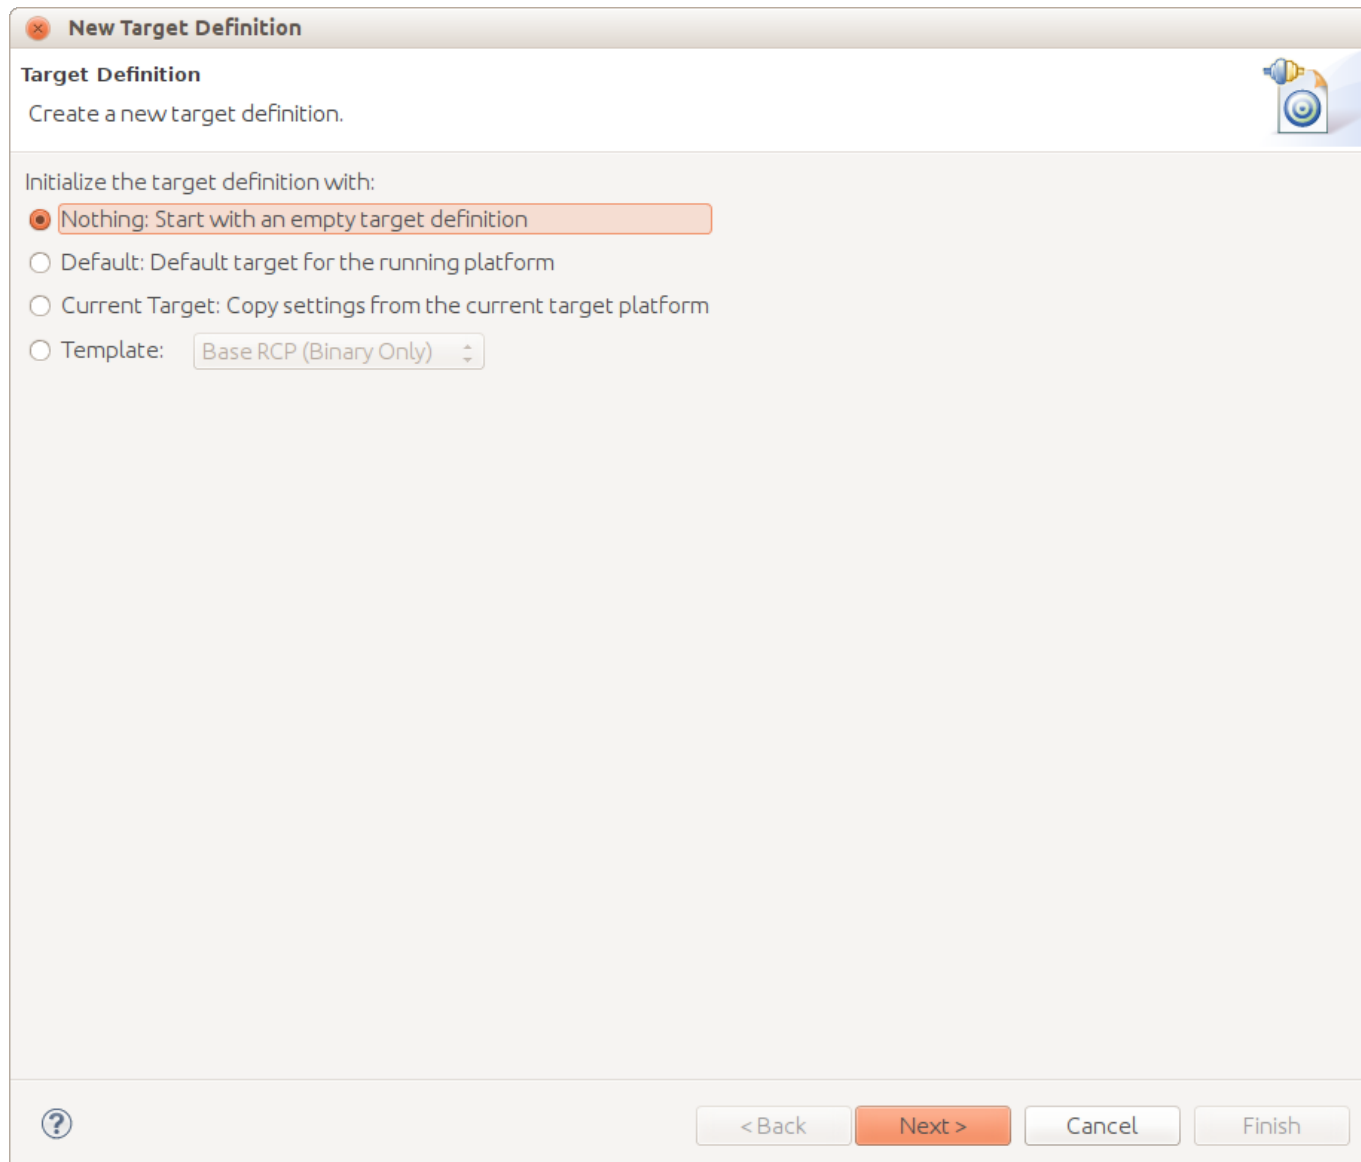 New Target Definition
Target Definition
Create a new target definition.
Initialize the target definition with:
Nothing: Start with an empty target definition
Default: Default target for the running platform
Current Target: Copy settings from the current target platform
Template: Base RCP (Binary Only)
? < Back Next > Cancel Finish